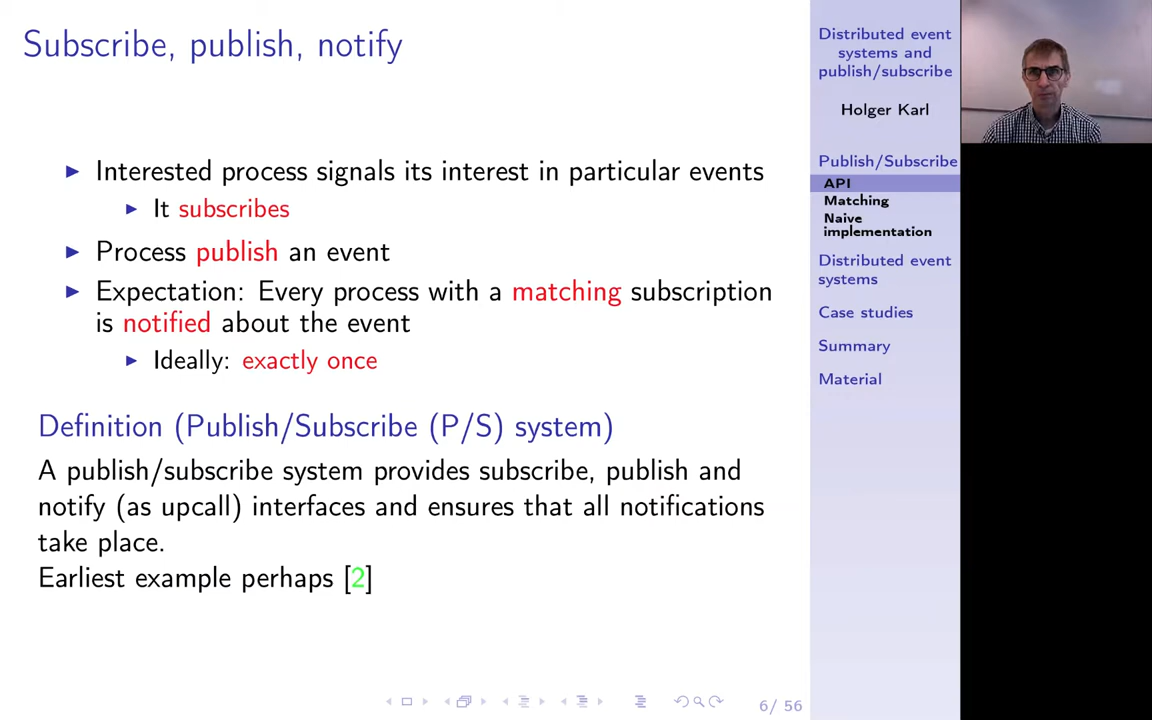 Subscribe, publish, notify
Interested process signals its interest in particular events
It subscribes
Process publish an event
Expectation: Every process with a matching subscription
is notified about the event
Ideally: exactly once
Definition (Publish/Subscribe (P/S) system)
A publish/subscribe system provides subscribe, publish and
notify (as upcall) interfaces and ensures that all notifications
take place.
Earliest example perhaps [2]
6/ 56
Distributed event
systems and
publish/subscribe
Holger Karl
Publish/Subscribe
API
Matching
Naive
implementation
Distributed event
systems
Case studies
Summary
Material